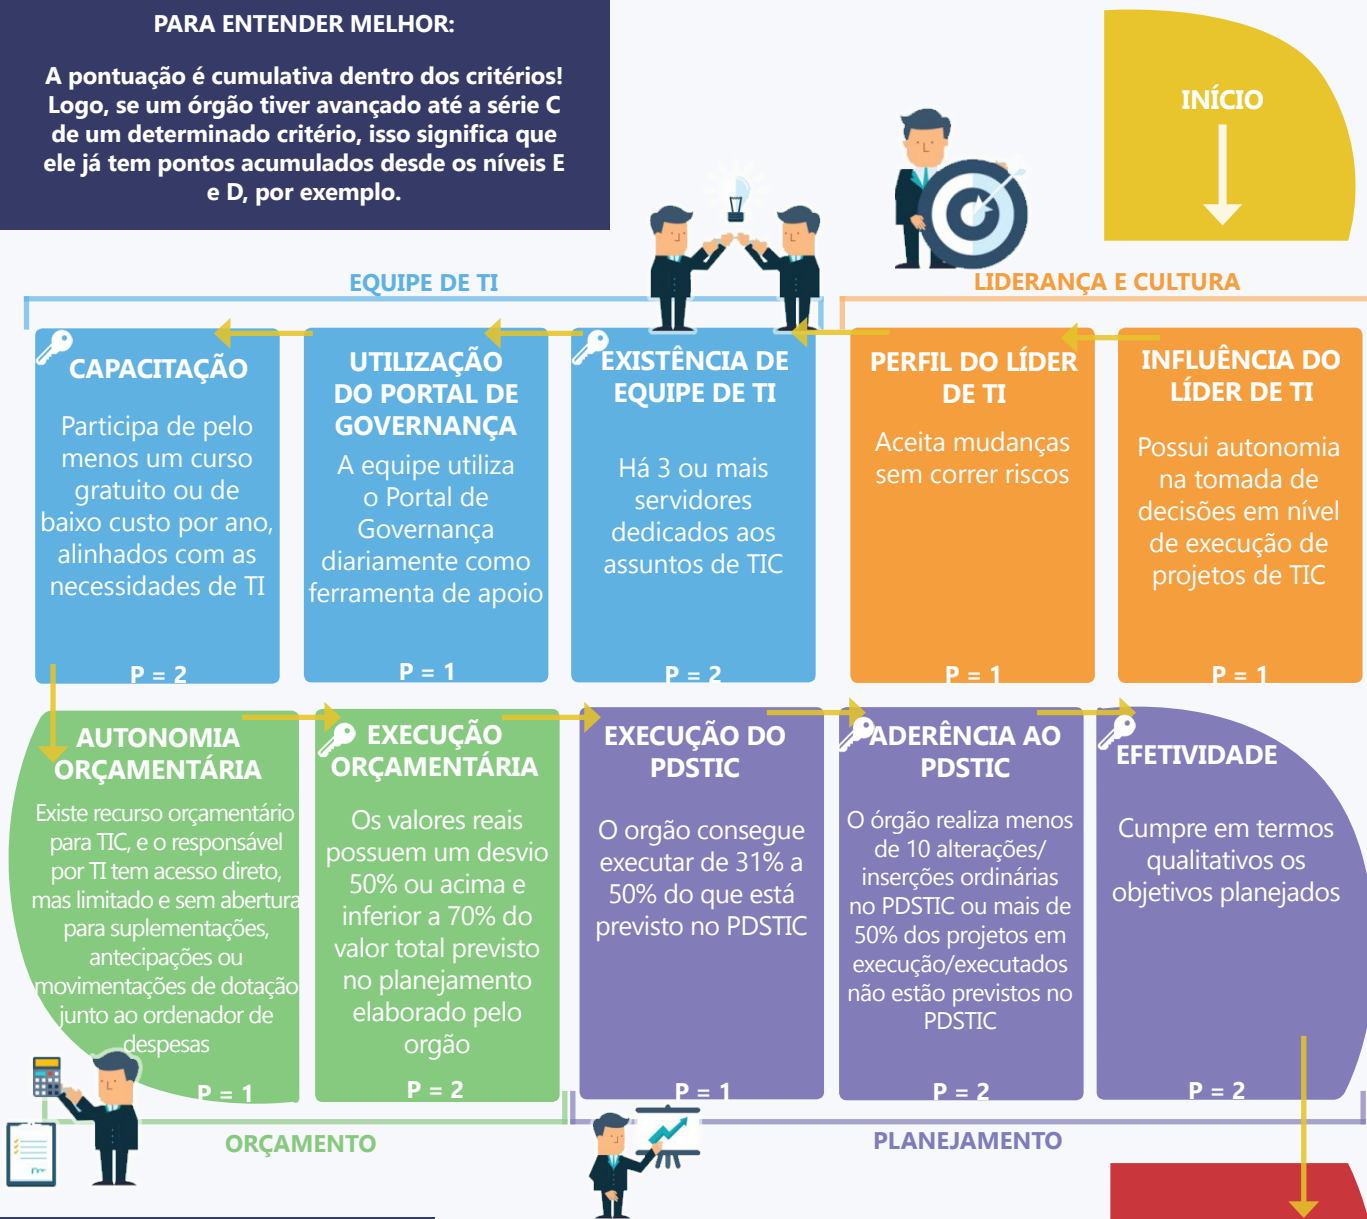 PARA ENTENDER MELHOR:
A pontuação é cumulativa dentro dos critérios!
Logo, se um órgão tiver avançado até a série C
de um determinado critério, isso significa que
ele já tem pontos acumulados desde os níveis E
e D, por exemplo.
INÍCIO
LIDERANÇA E CULTURA
EQUIPE DE TI
INFLUÊNCIA DO
LÍDER DE TI
Possui autonomia
na tomada de
decisões em nível
de execução de
projetos de TIC
P = 1
PERFIL DO LÍDER
DE TI
Aceita mudanças
sem correr riscos
P = 1
EXISTÊNCIA DE
EQUIPE DE TI
Há 3 ou mais
servidores
dedicados aos
assuntos de TIC
P = 2
UTILIZAÇÃO
DO PORTAL DE
GOVERNANÇA
A equipe utiliza
o Portal de
Governança
diariamente como
ferramenta de apoio
P = 1
CAPACITAÇÃO
Participa de pelo
menos um curso
gratuito ou de
baixo custo por ano,
alinhados com as
necessidades de TI
P = 2
AUTONOMIA
ORÇAMENTÁRIA
Existe recurso orçamentário
para TIC, e o responsável
por TI tem acesso direto,
mas limitado e sem abertura
para suplementações,
antecipações ou
movimentações de dotação
junto ao ordenador de
despesas
P = 1
EXECUÇÃO
ORÇAMENTÁRIA
Os valores reais
possuem um desvio
50% ou acima e
inferior a 70% do
valor total previsto
no planejamento
elaborado pelo
orgão
P = 2
EXECUÇÃO DO
PDSTIC
O orgão consegue
executar de 31% a
50% do que está
previsto no PDSTIC
P = 1
ADERÊNCIA AO
PDSTIC
O órgão realiza menos
de 10 alterações/
inserções ordinárias
no PDSTIC ou mais de
50% dos projetos em
execução/executados
não estão previstos no
PDSTIC
P = 2
EFETIVIDADE
Cumpre em termos
qualitativos os
objetivos planejados
P = 2
ORÇAMENTO
PLANEJAMENTO